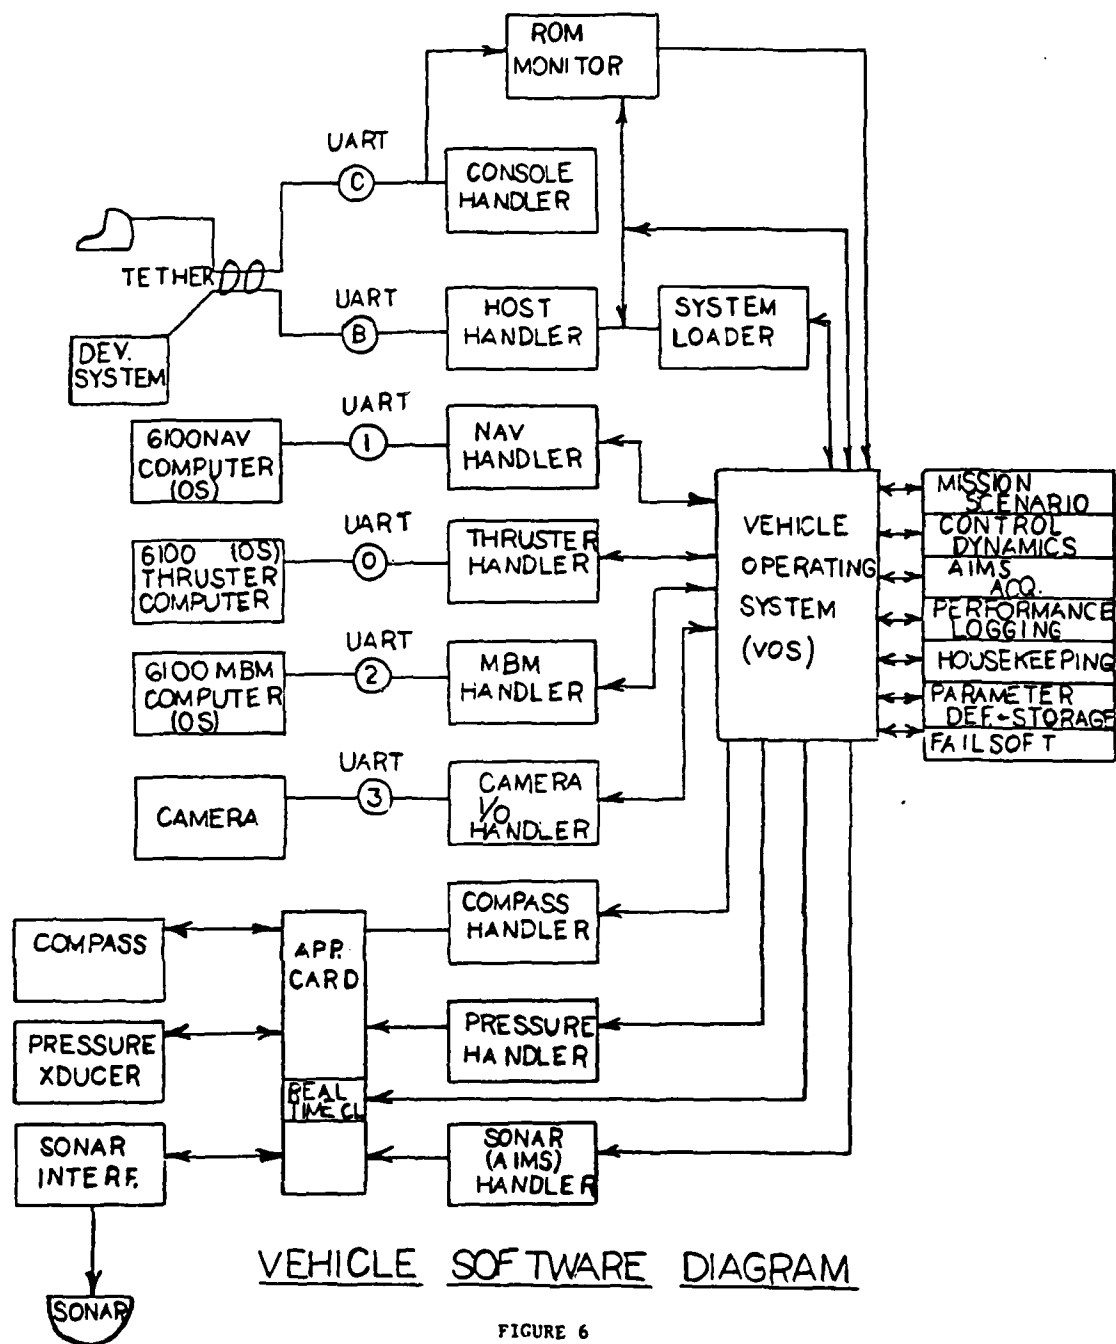 ROM
MONITOR
UART
C
CONSOLE
HANDLER
TETHER
UART
B
HOST
HANDLER
SYSTEM
LOADER
DEV.
SYSTEM
UART
1
6100 NAV
COMPUTER
(OS)
NAV
HANDLER
UART
0
6100 (OS)
THRUSTER
COMPUTER
THRUSTER
HANDLER
UART
2
6100 MBM
COMPUTER
(OS)
MBM
HANDLER
UART
3
CAMERA
CAMERA
I/O
HANDLER
VEHICLE
OPERATING
SYSTEM
(VOS)
MISSION
SCENARIO
CONTROL
DYNAMICS
AIMS
ACQ.
PERFORMANCE
LOGGING
HOUSEKEEPING
PARAMETER
DEF.-STORAGE
FAILSOFT
COMPASS
APP.
CARD
COMPASS
HANDLER
PRESSURE
XDUCER
PRESSURE
HANDLER
REAL
TIME CL
SONAR
INTERF.
SONAR
(AIMS)
HANDLER
SONAR
VEHICLE SOFTWARE DIAGRAM
FIGURE 6